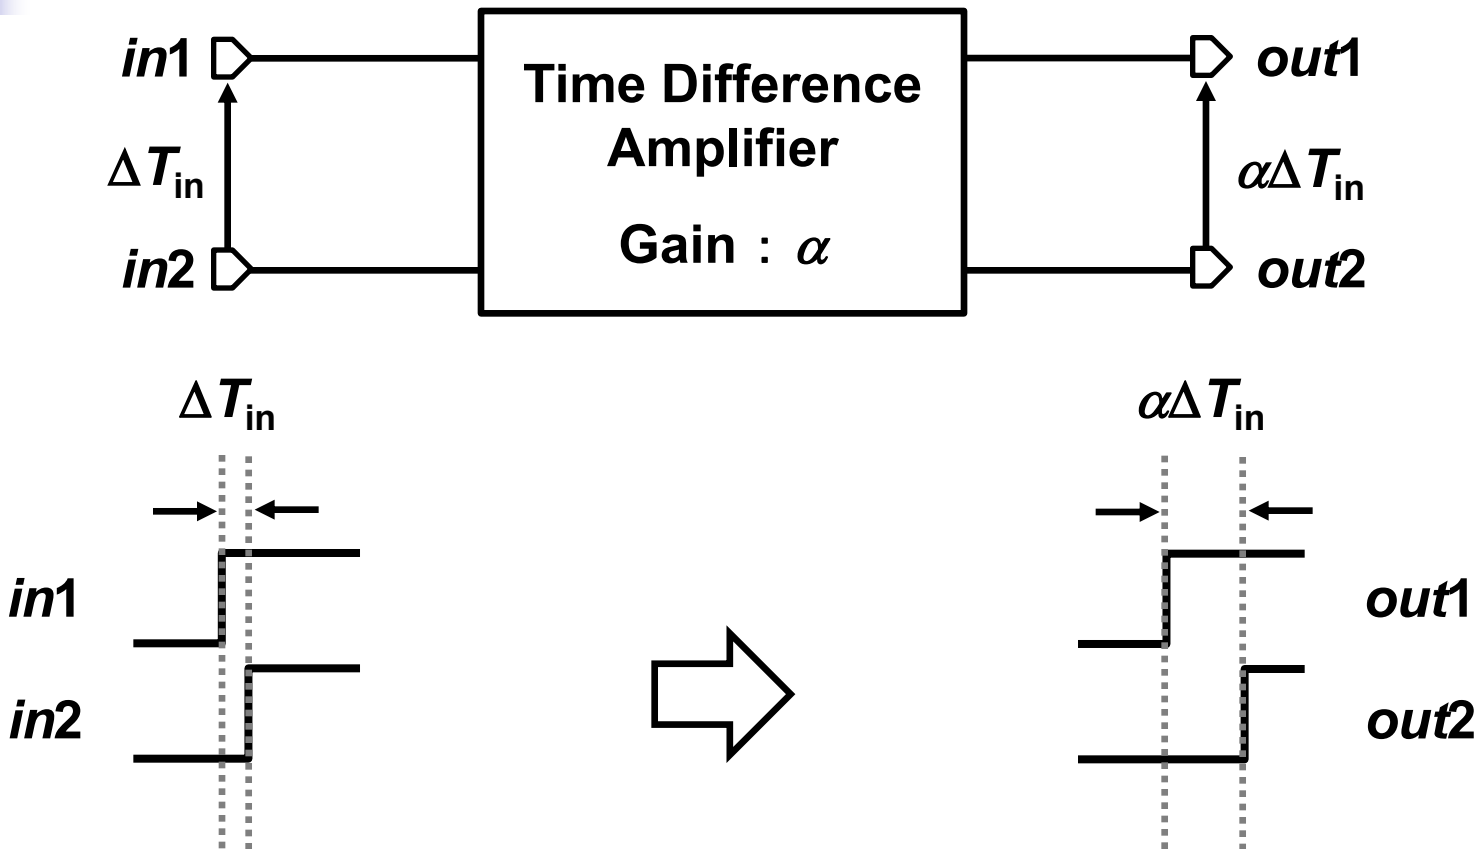 in1
Time Difference
Amplifier
Gain : α
out1
ΔTin
αΔTin
in2
out2
ΔTin
αΔTin
in1
out1
in2
out2